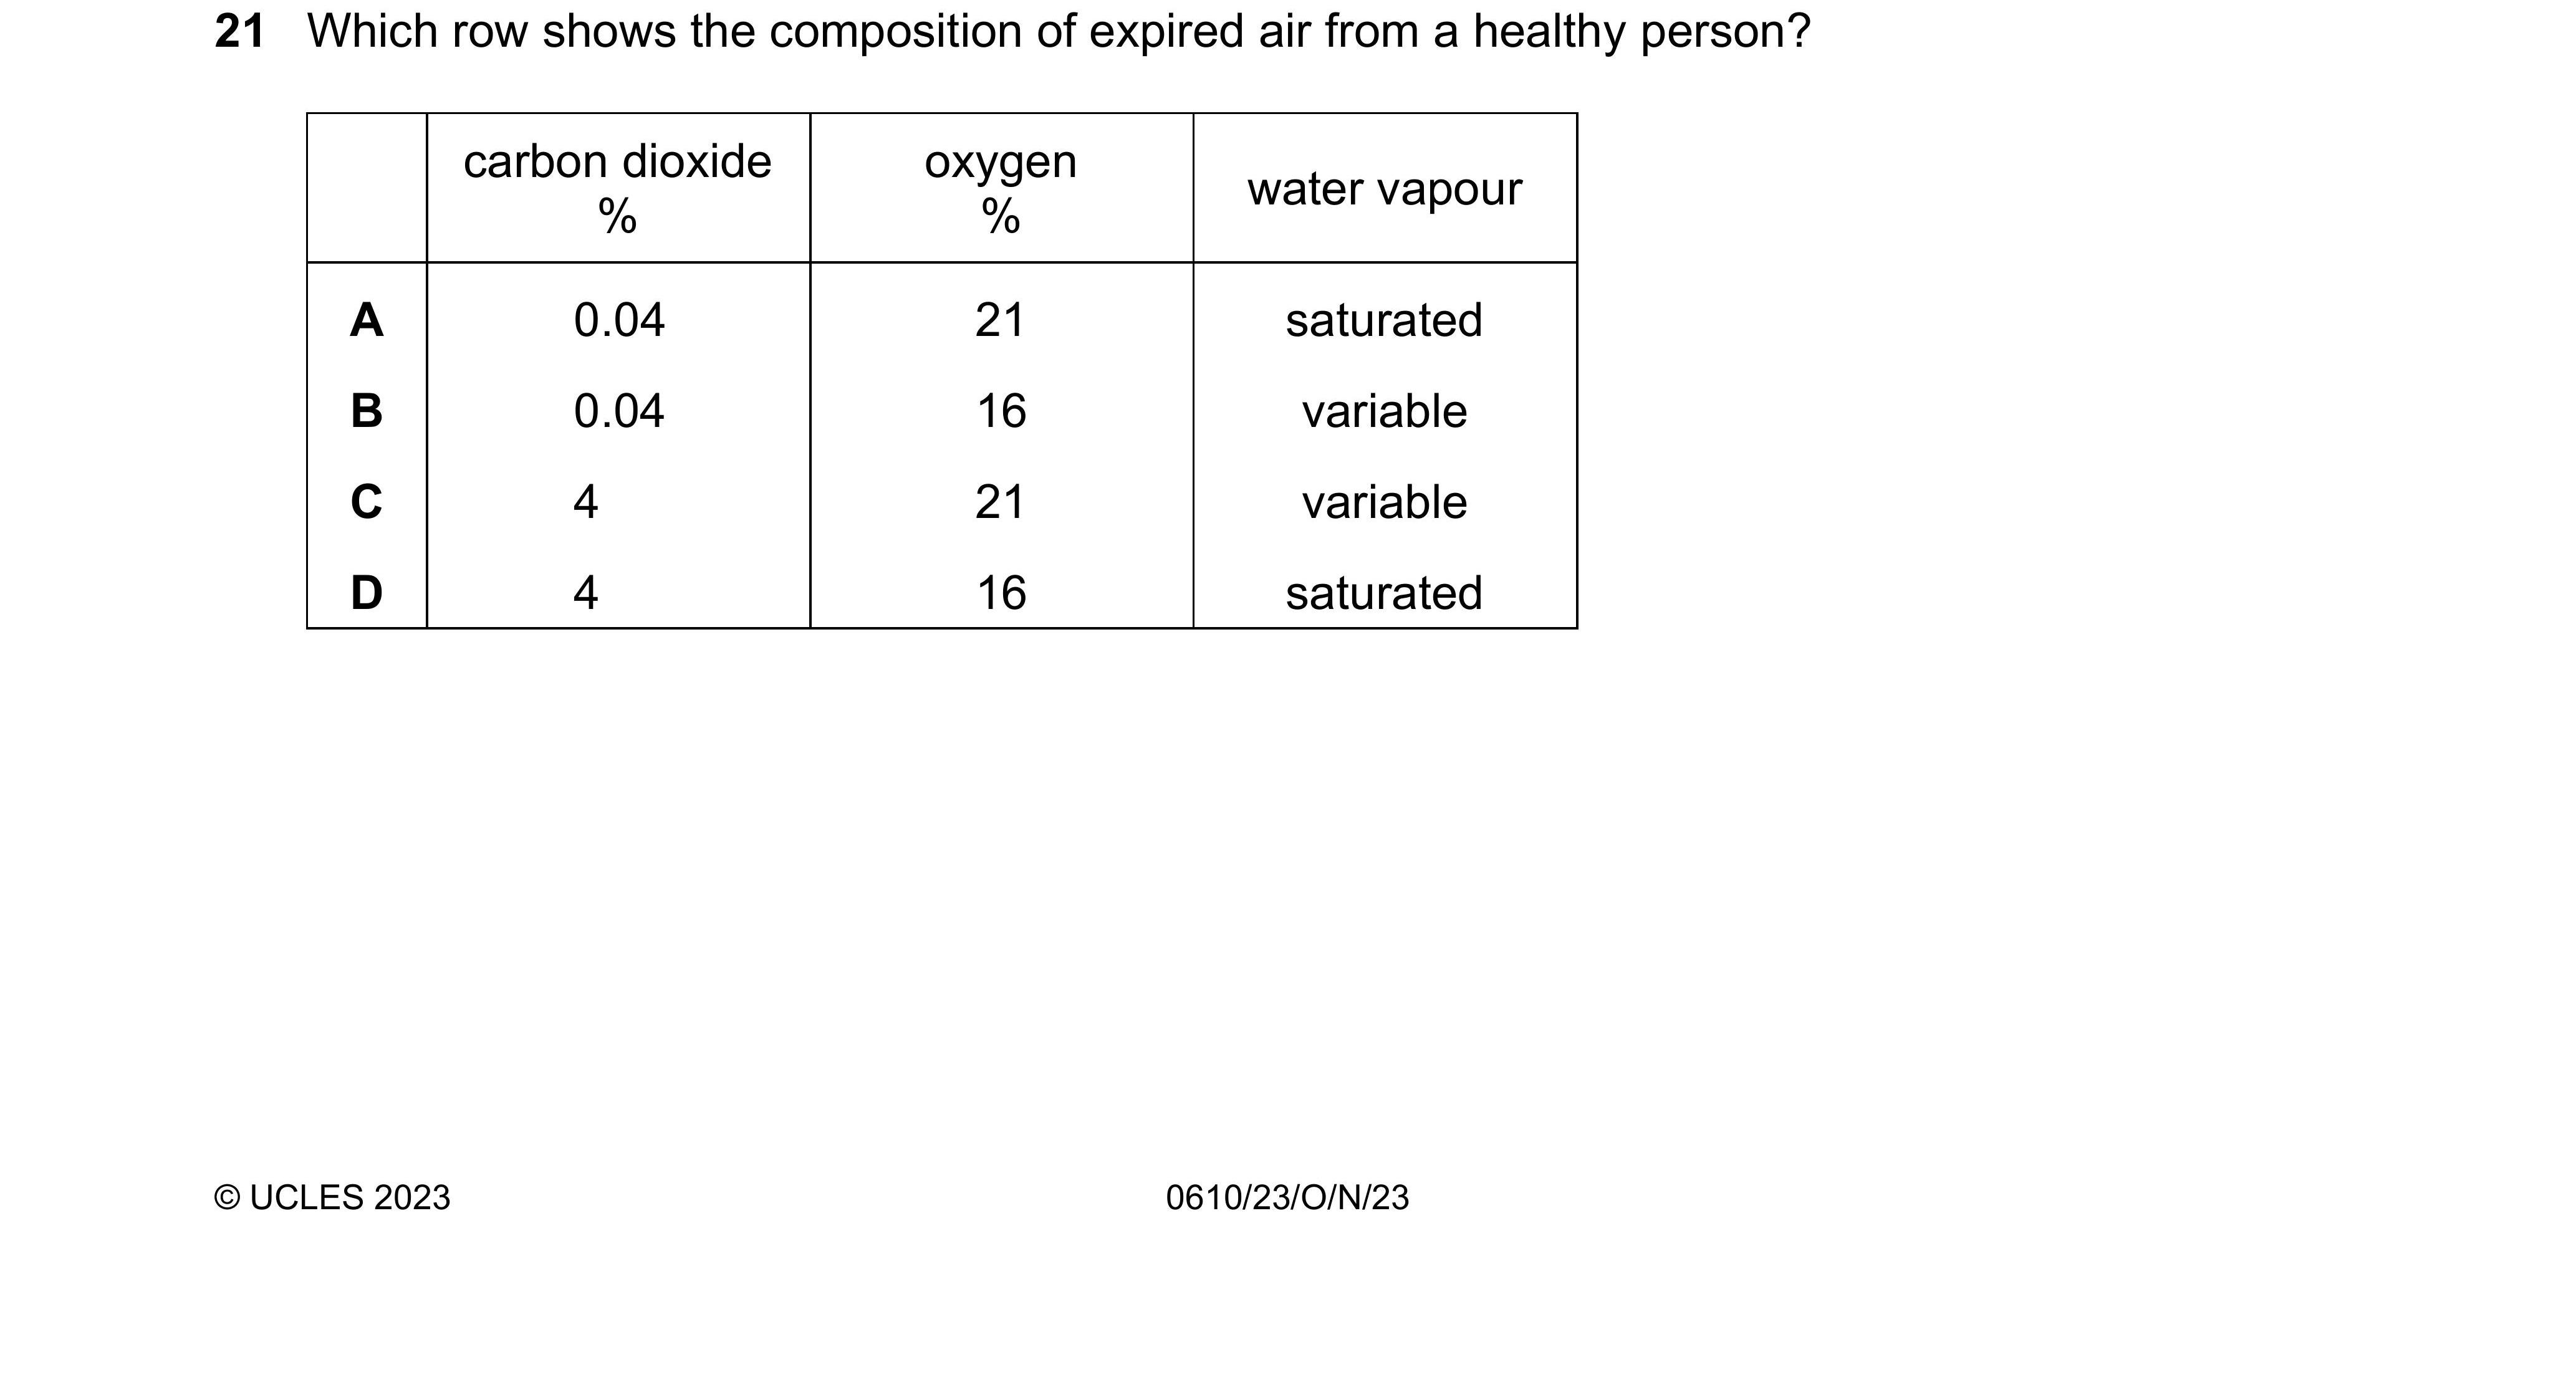 21 Which row shows the composition of expired air from a healthy person?
carbon dioxide % oxygen % water vapour
A 0.04 21 saturated
B 0.04 16 variable
C 4 21 variable
D 4 16 saturated
© UCLES 2023 0610/23/O/N/23